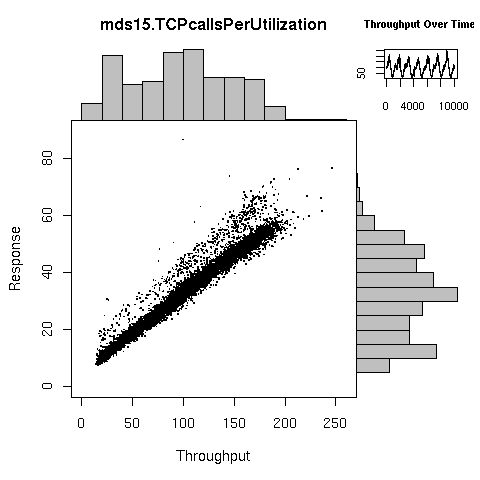 mds15.TCPcallsPerUtilization
Throughput Over Time
50
0 4000 10000
80
60
40
20
0
Response
0 50 100 150 200 250
Throughput